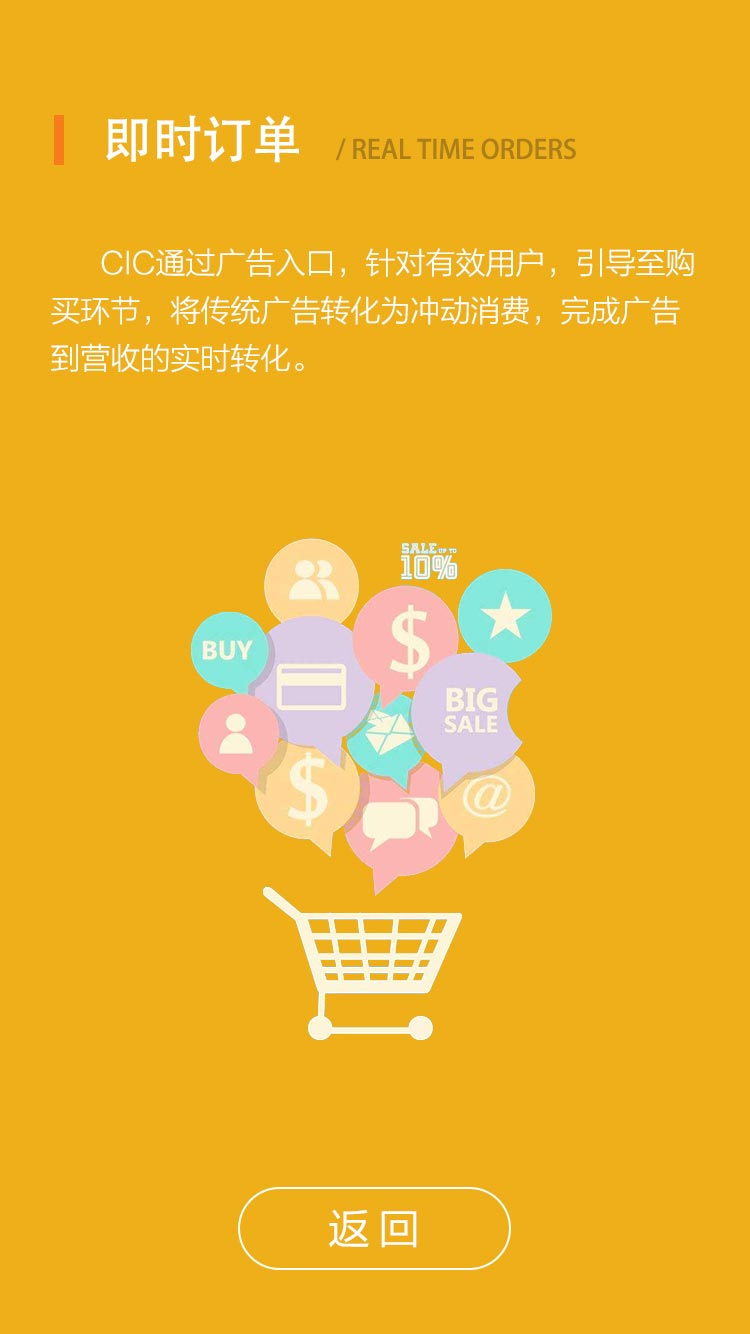 即时订单 / REAL TIME ORDERS
CIC通过广告入口，针对有效用户，引导至购
买环节，将传统广告转化为冲动消费，完成广告
到营收的实时转化。
SALE UP TO
10%
$
BUY
BIG
SALE
$
@
返回